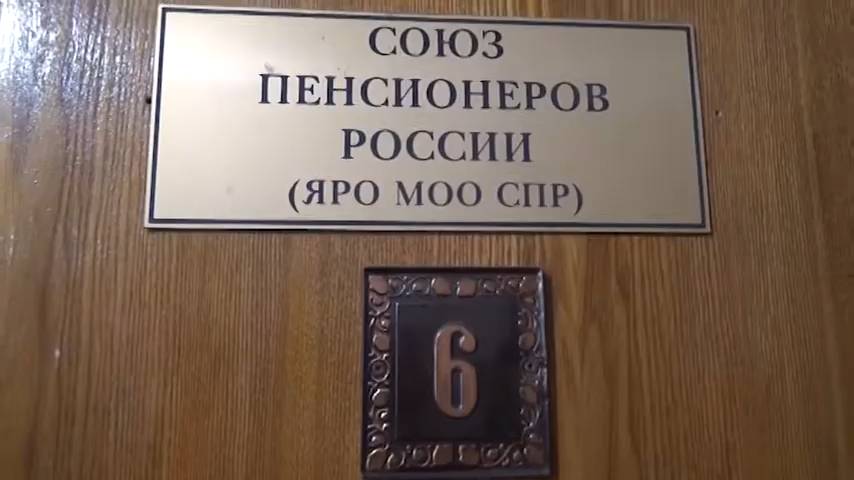 СОЮЗ
ПЕНСИОНЕРОВ
РОССИИ
(ЯРО МОО СПР)
6